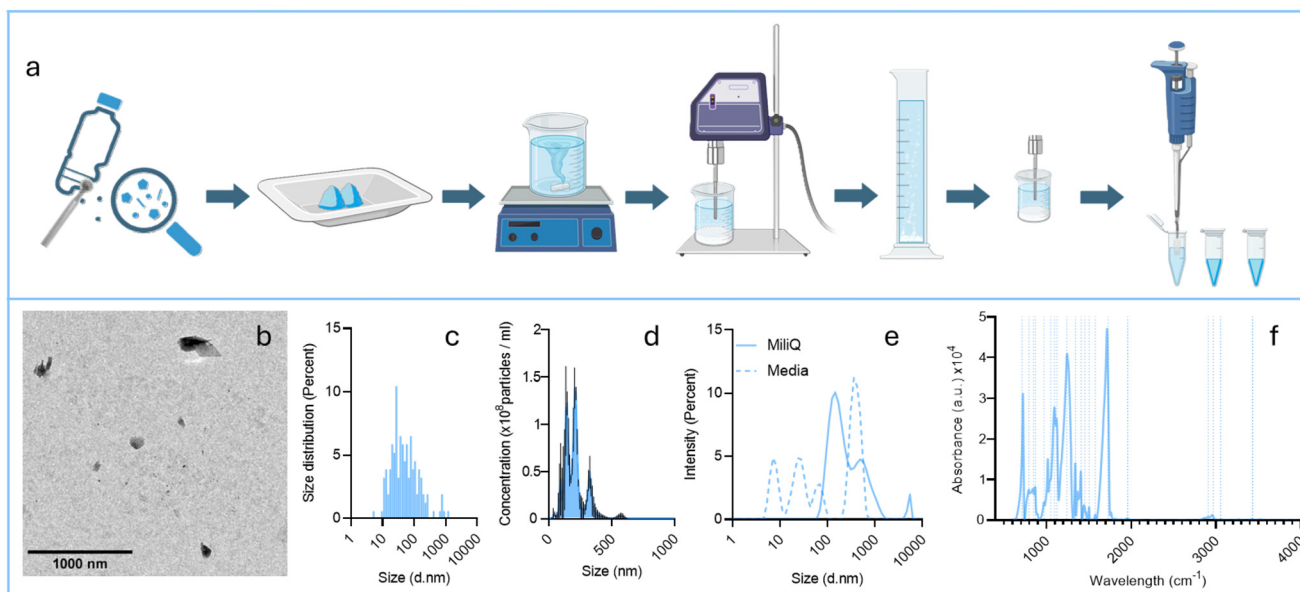 a
b
1000 nm
c
Size distribution (Percent)
15
10
5
0
1
10
100
1000
10000
Size (d.nm)
d
Concentration (x10⁸particles / ml)
2
1.5
1
0.5
0
0
500
1000
Size (nm)
e
Intensity (Percent)
15
10
5
0
MiliQ
Media
1
10
100
1000
10000
Size (d.nm)
f
Absorbance (a.u.) x10⁴
5
4
3
2
1
0
1000
2000
3000
4000
Wavelength (cm⁻¹)